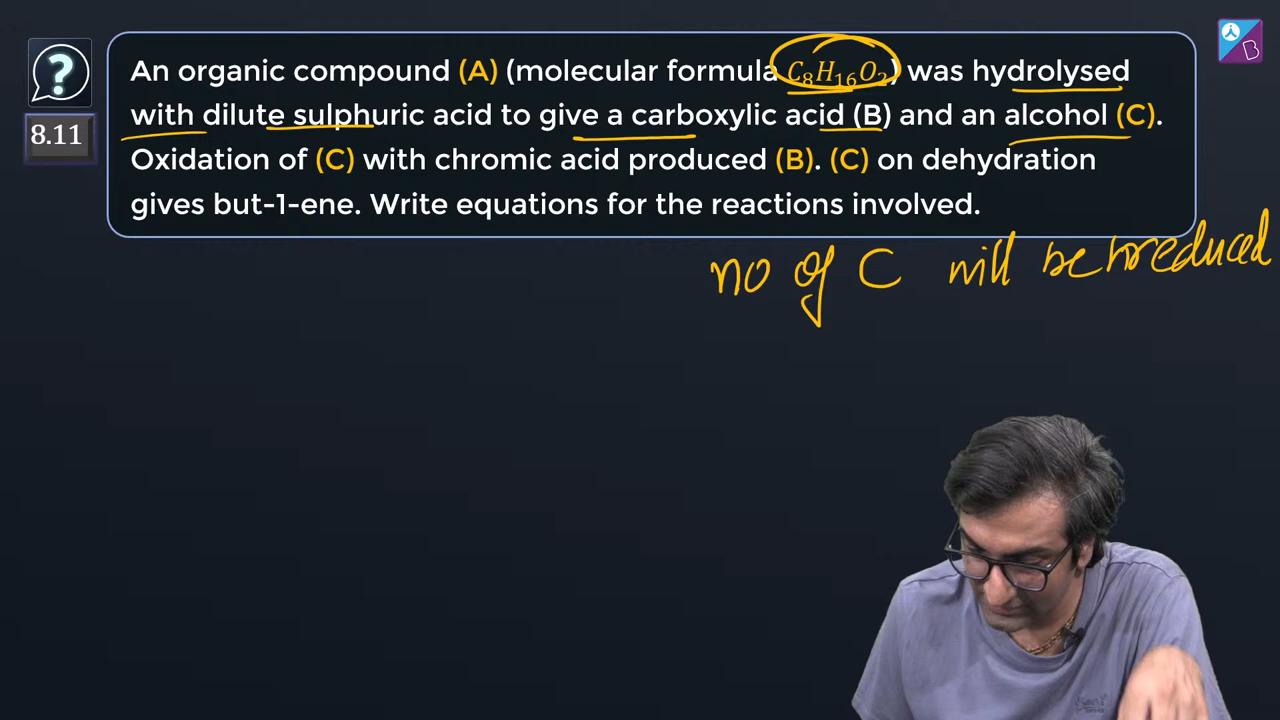 An organic compound (A) (molecular formula C₈H₁₆O₂) was hydrolysed
with dilute sulphuric acid to give a carboxylic acid (B) and an alcohol (C).
8.11
Oxidation of (C) with chromic acid produced (B). (C) on dehydration
gives but-1-ene. Write equations for the reactions involved.
no of C will be reduced